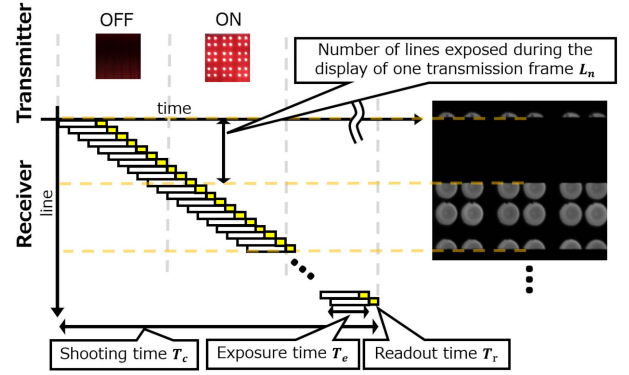 OFF
ON
Transmitter
Number of lines exposed during the
display of one transmission frame Lₙ
time
Receiver
line
Shooting time T_c
Exposure time T_e
Readout time T_r